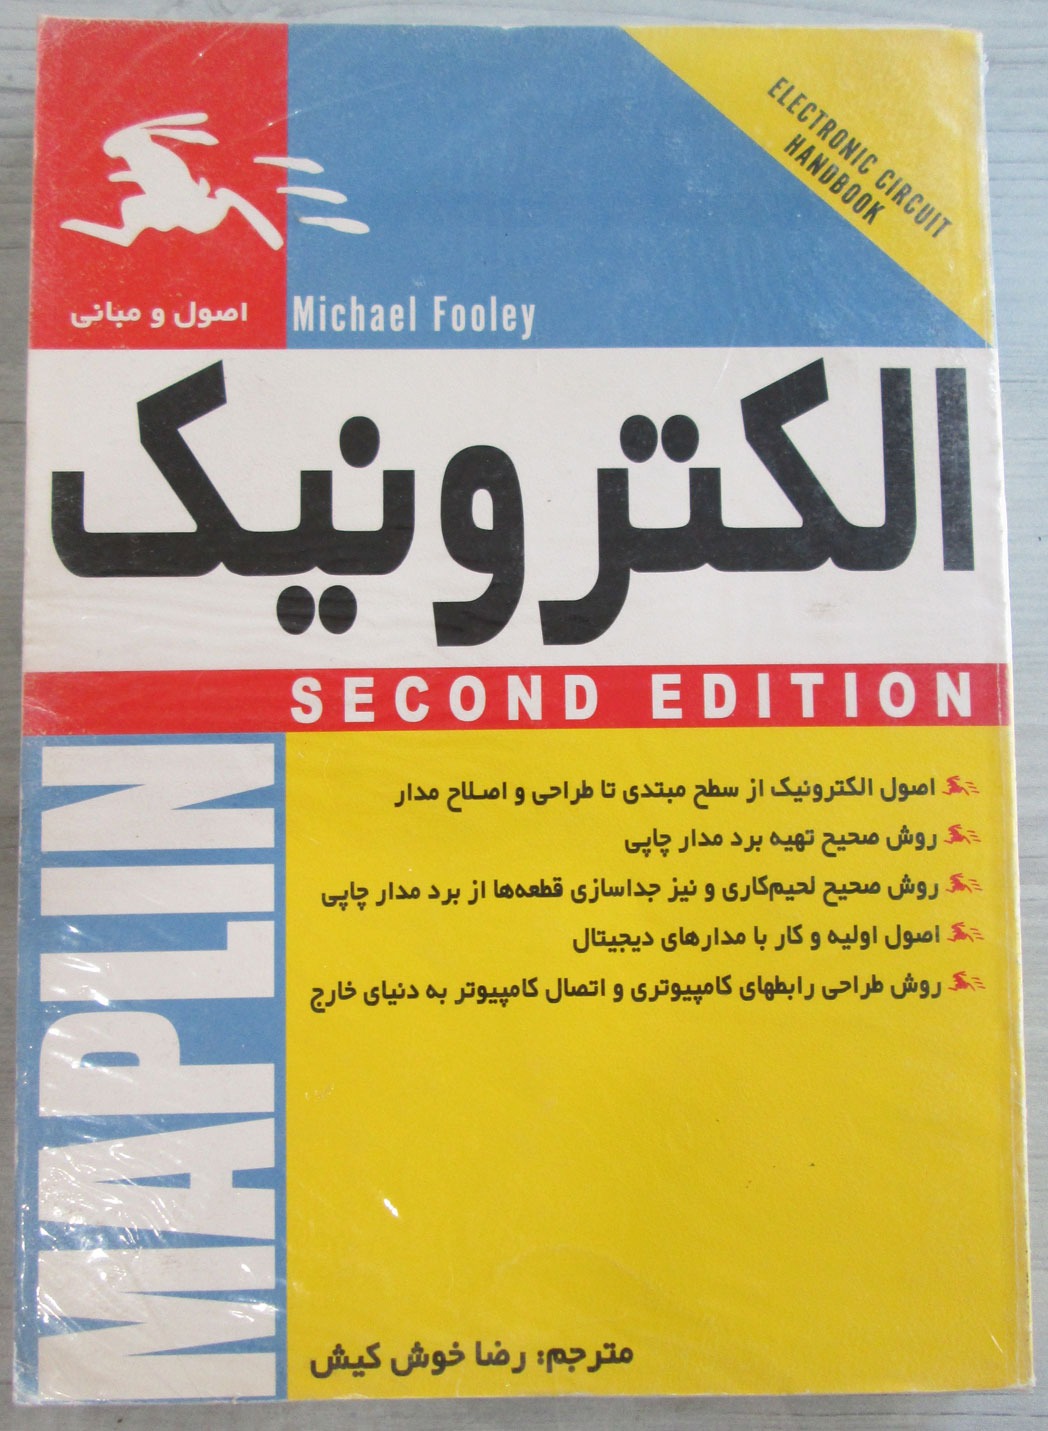 ELECTRONIC CIRCUIT
HANDBOOK
اصول و مبانی
Michael Fooley
الکترونیک
SECOND EDITION
MAPLIN
اصول الکترونیک از سطح مبتدی تا طراحی و اصلاح مدار
روش صحیح تهیه برد مدار چاپی
روش صحیح لحیم‌کاری و نیز جداسازی قطعه‌ها از برد مدار چاپی
اصول اولیه و کار با مدارهای دیجیتال
روش طراحی رابطهای کامپیوتری و اتصال کامپیوتر به دنیای خارج
مترجم: رضا خوش کیش